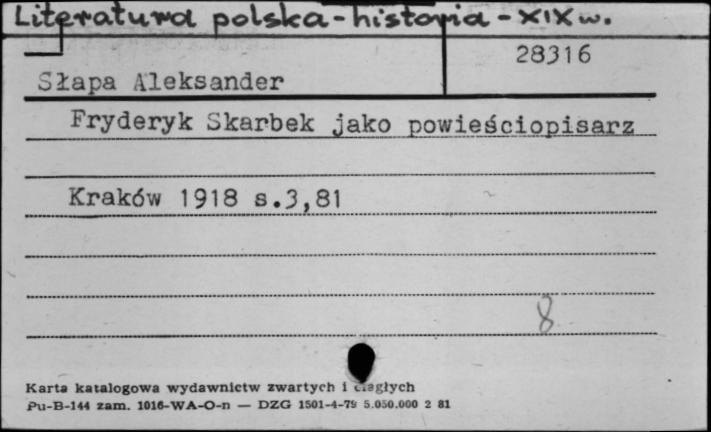 Literatura polska-historia-XIX w.
28316
Słapa Aleksander
Fryderyk Skarbek jako powieściopisarz
Kraków 1918 s.3,81
8
Karta katalogowa wydawnictw zwartych i ciągłych
Pu-B-144 zam. 1016-WA-O-n — DZG 1501-4-79 5.050.000 2 81